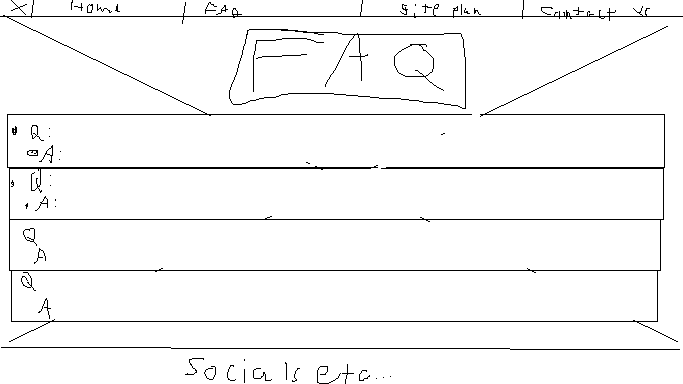 X Home FAQ Site plan Contact us
FAQ
Q:
A:
Q:
A:
Q
A
Q
A
Socials etc...